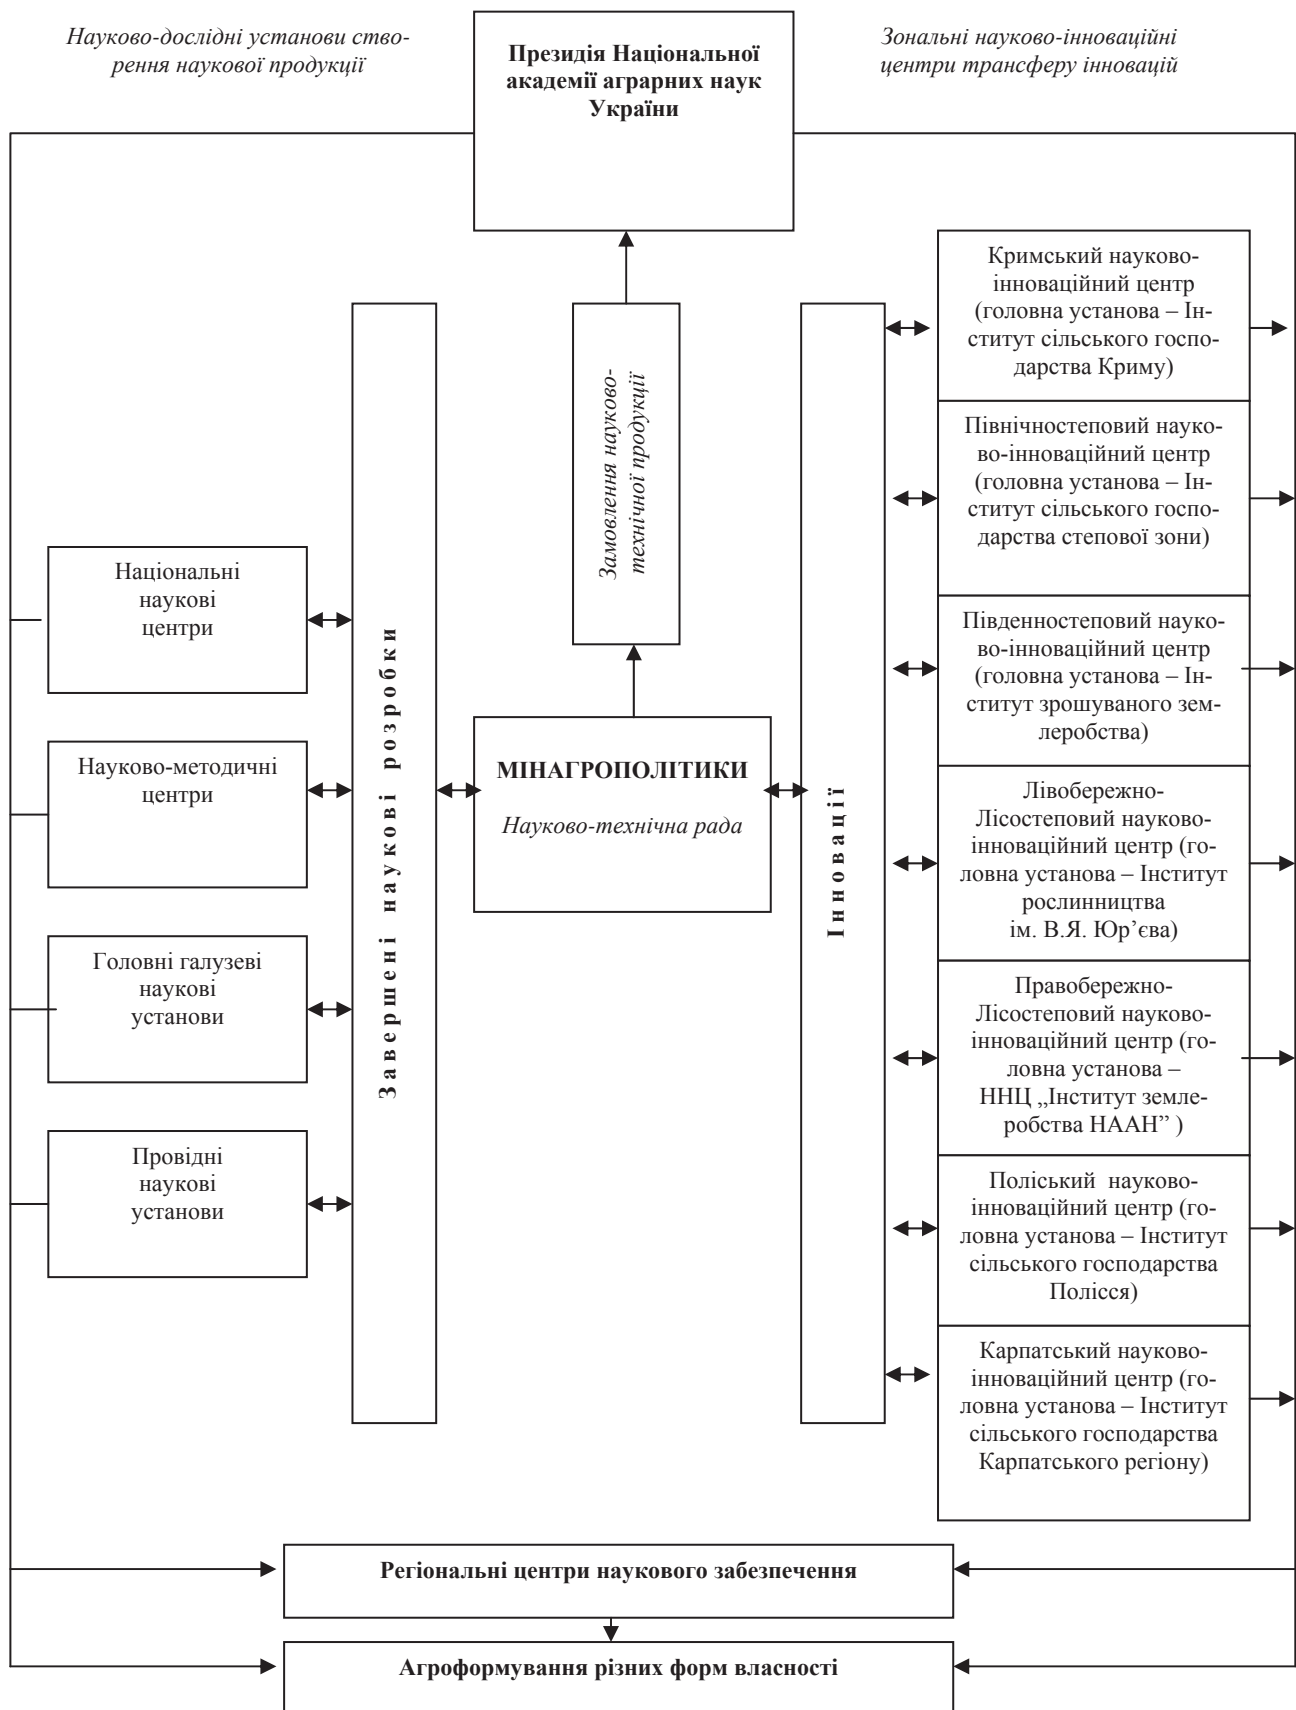 Науково-дослідні установи ство-
рення наукової продукції
Президія Національної
академії аграрних наук
України
Зональні науково-інноваційні
центри трансферу інновацій
Замовлення науково-
технічної продукції
Національні
наукові
центри
Науково-методичні
центри
Головні галузеві
наукові
установи
Провідні
наукові
установи
Завершені наукові розробки
МІНАГРОПОЛІТИКИ
Науково-технічна рада
Інновації
Кримський науково-
інноваційний центр
(головна установа – Ін-
ститут сільського госпо-
дарства Криму)
Північностеповий науко-
во-інноваційний центр
(головна установа – Ін-
ститут сільського госпо-
дарства степової зони)
Південностеповий науко-
во-інноваційний центр
(головна установа – Ін-
ститут зрошуваного зем-
леробства)
Лівобережно-
Лісостеповий науково-
інноваційний центр (го-
ловна установа – Інститут
рослинництва
ім. В.Я. Юр’єва)
Правобережно-
Лісостеповий науково-
інноваційний центр (го-
ловна установа –
ННЦ „Інститут земле-
робства НААН” )
Поліський науково-
інноваційний центр (го-
ловна установа – Інститут
сільського господарства
Полісся)
Карпатський науково-
інноваційний центр (го-
ловна установа – Інститут
сільського господарства
Карпатського регіону)
Регіональні центри наукового забезпечення
Агроформування різних форм власності